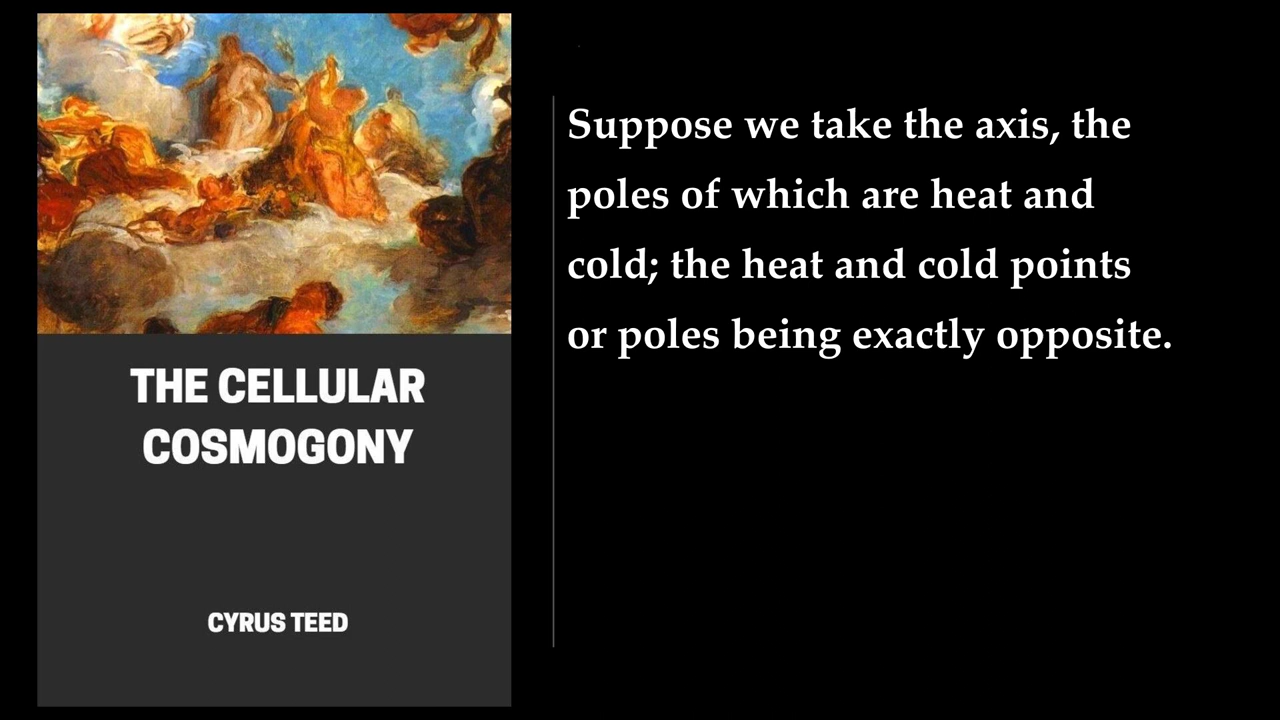 THE CELLULAR
COSMOGONY
CYRUS TEED
Suppose we take the axis, the
poles of which are heat and
cold; the heat and cold points
or poles being exactly opposite.